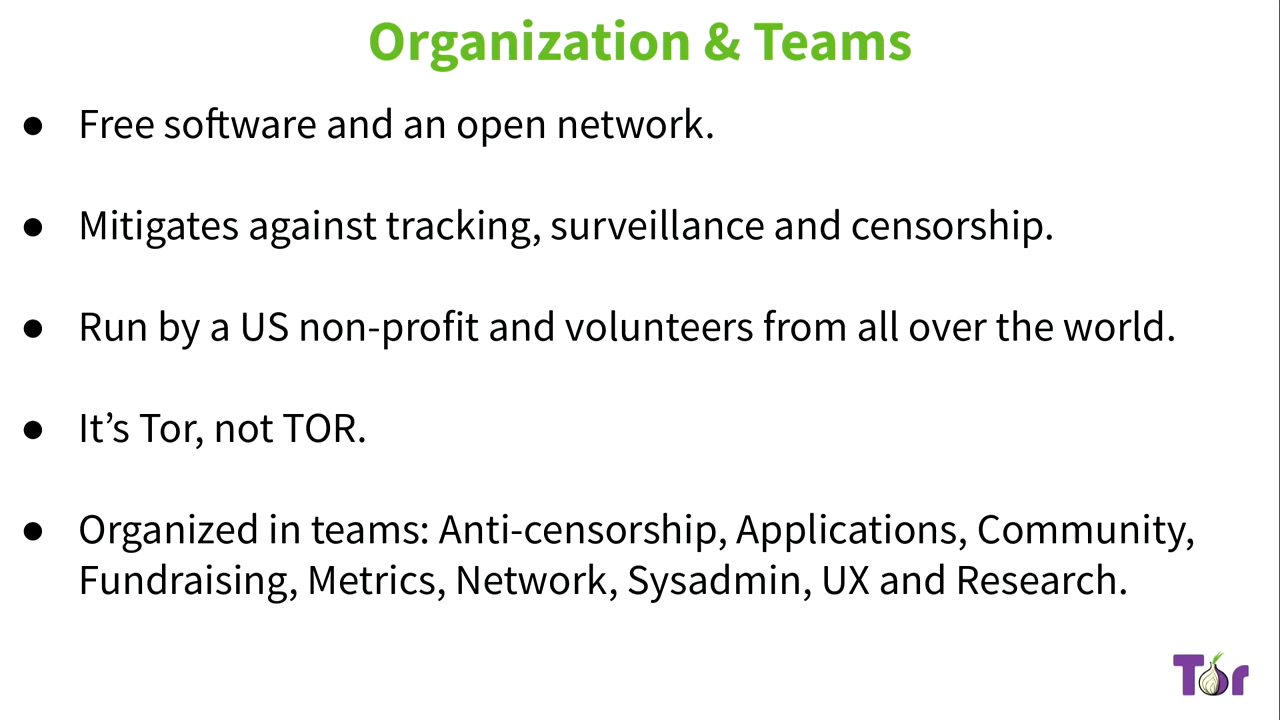 Organization & Teams
● Free software and an open network.
● Mitigates against tracking, surveillance and censorship.
● Run by a US non-profit and volunteers from all over the world.
● It’s Tor, not TOR.
● Organized in teams: Anti-censorship, Applications, Community,
Fundraising, Metrics, Network, Sysadmin, UX and Research.
Tor